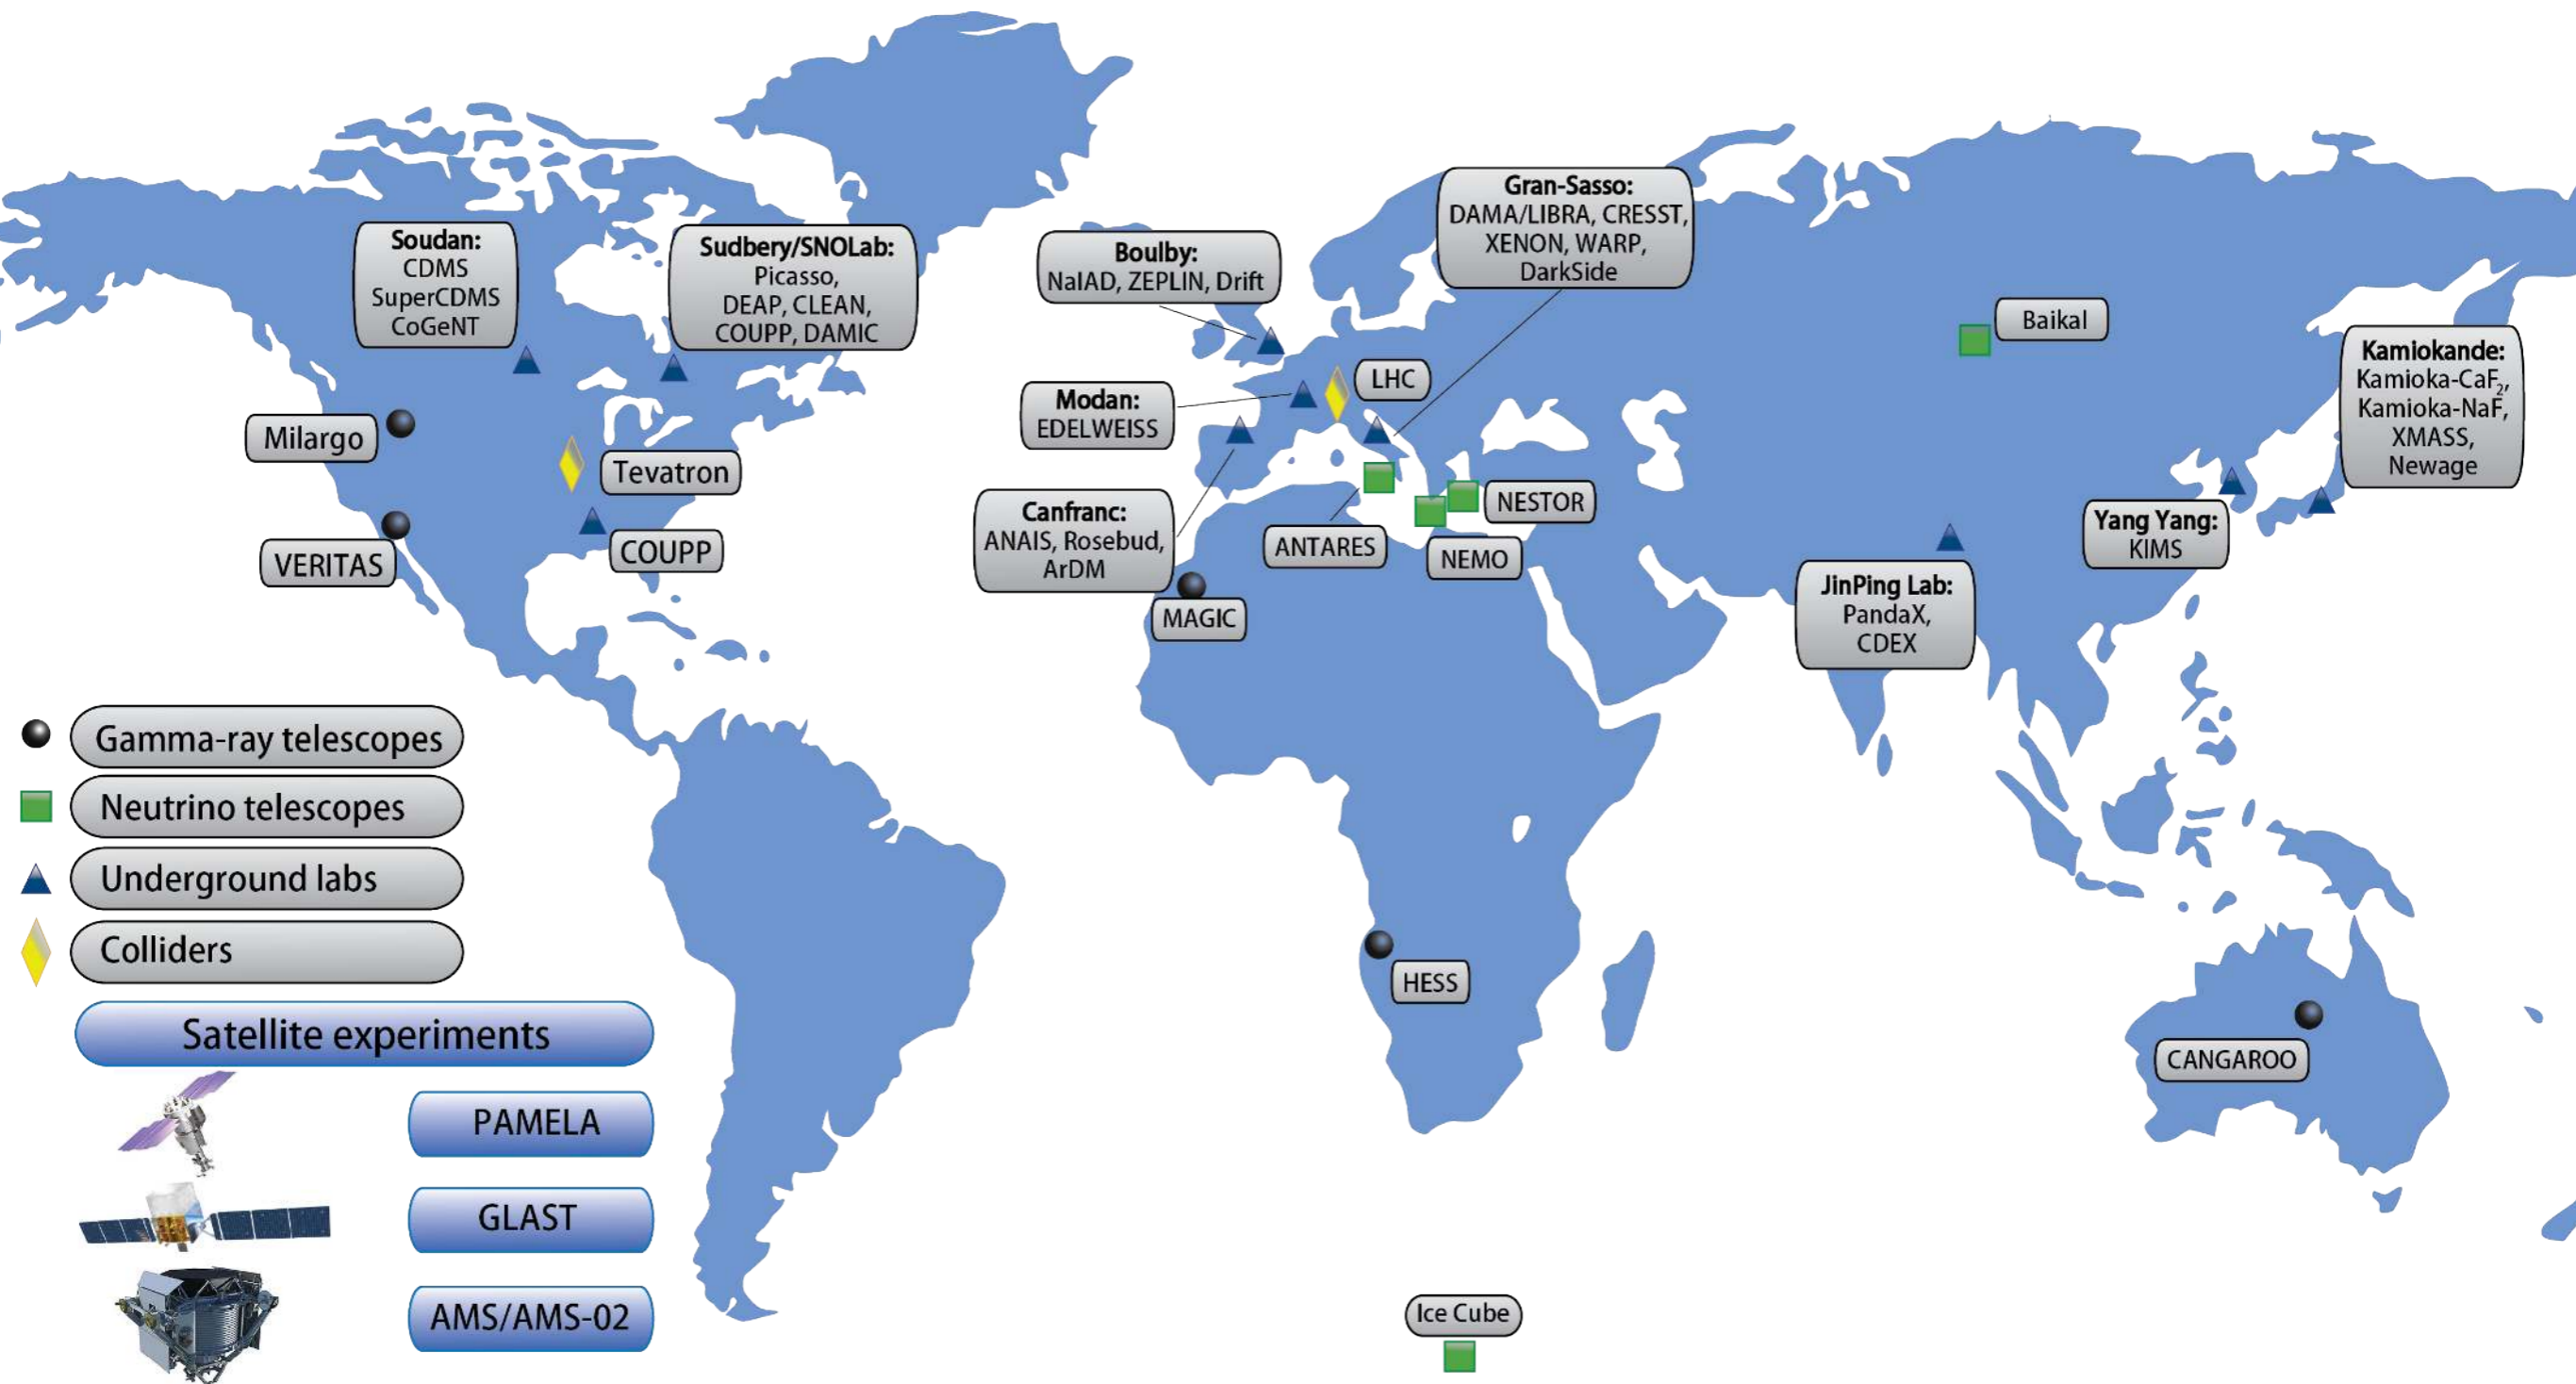 Gran-Sasso:
DAMA/LIBRA, CRESST,
XENON, WARP,
DarkSide
Soudan:
CDMS
SuperCDMS
CoGeNT
Sudbery/SNOLab:
Picasso,
DEAP, CLEAN,
COUPP, DAMIC
Boulby:
NaIAD, ZEPLIN, Drift
Baikal
Kamiokande:
Kamioka-CaF₂,
Kamioka-NaF,
XMASS,
Newage
LHC
Modan:
EDELWEISS
Milargo
Tevatron
NESTOR
Canfranc:
ANAIS, Rosebud,
ArDM
Yang Yang:
KIMS
ANTARES
NEMO
COUPP
VERITAS
MAGIC
JinPing Lab:
PandaX,
CDEX
Gamma-ray telescopes
Neutrino telescopes
Underground labs
Colliders
HESS
CANGAROO
Satellite experiments
PAMELA
GLAST
AMS/AMS-02
Ice Cube